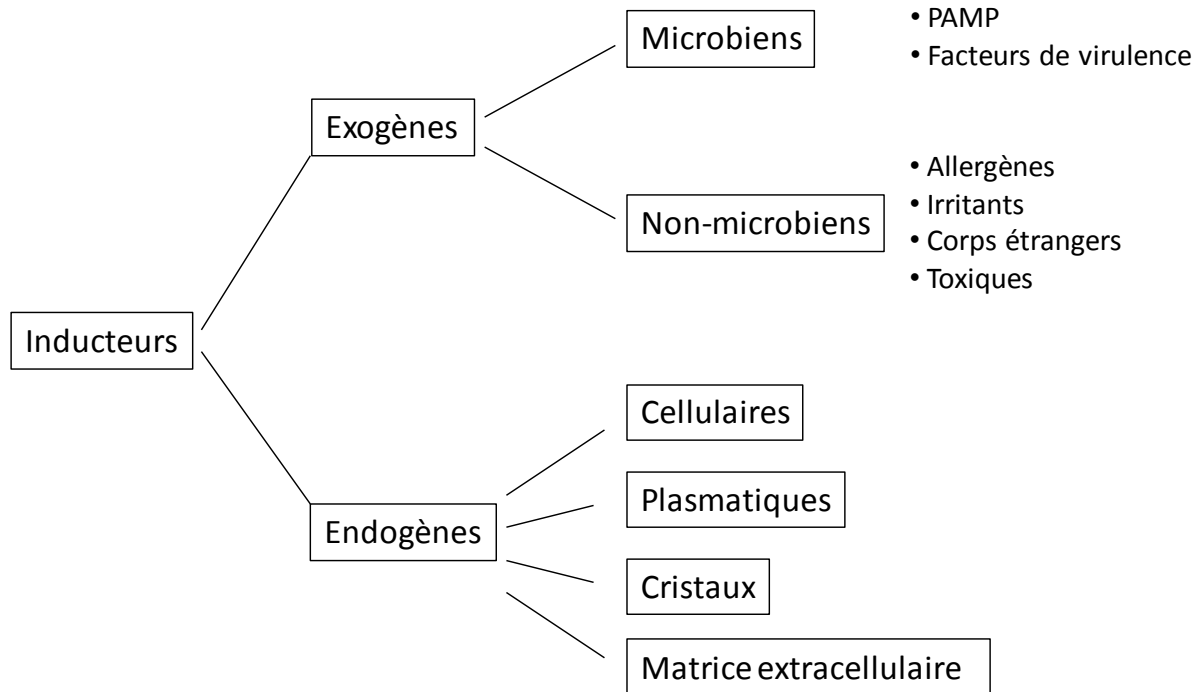 Microbiens
• PAMP
• Facteurs de virulence
Exogènes
Non-microbiens
• Allergènes
• Irritants
• Corps étrangers
• Toxiques
Inducteurs
Cellulaires
Plasmatiques
Endogènes
Cristaux
Matrice extracellulaire